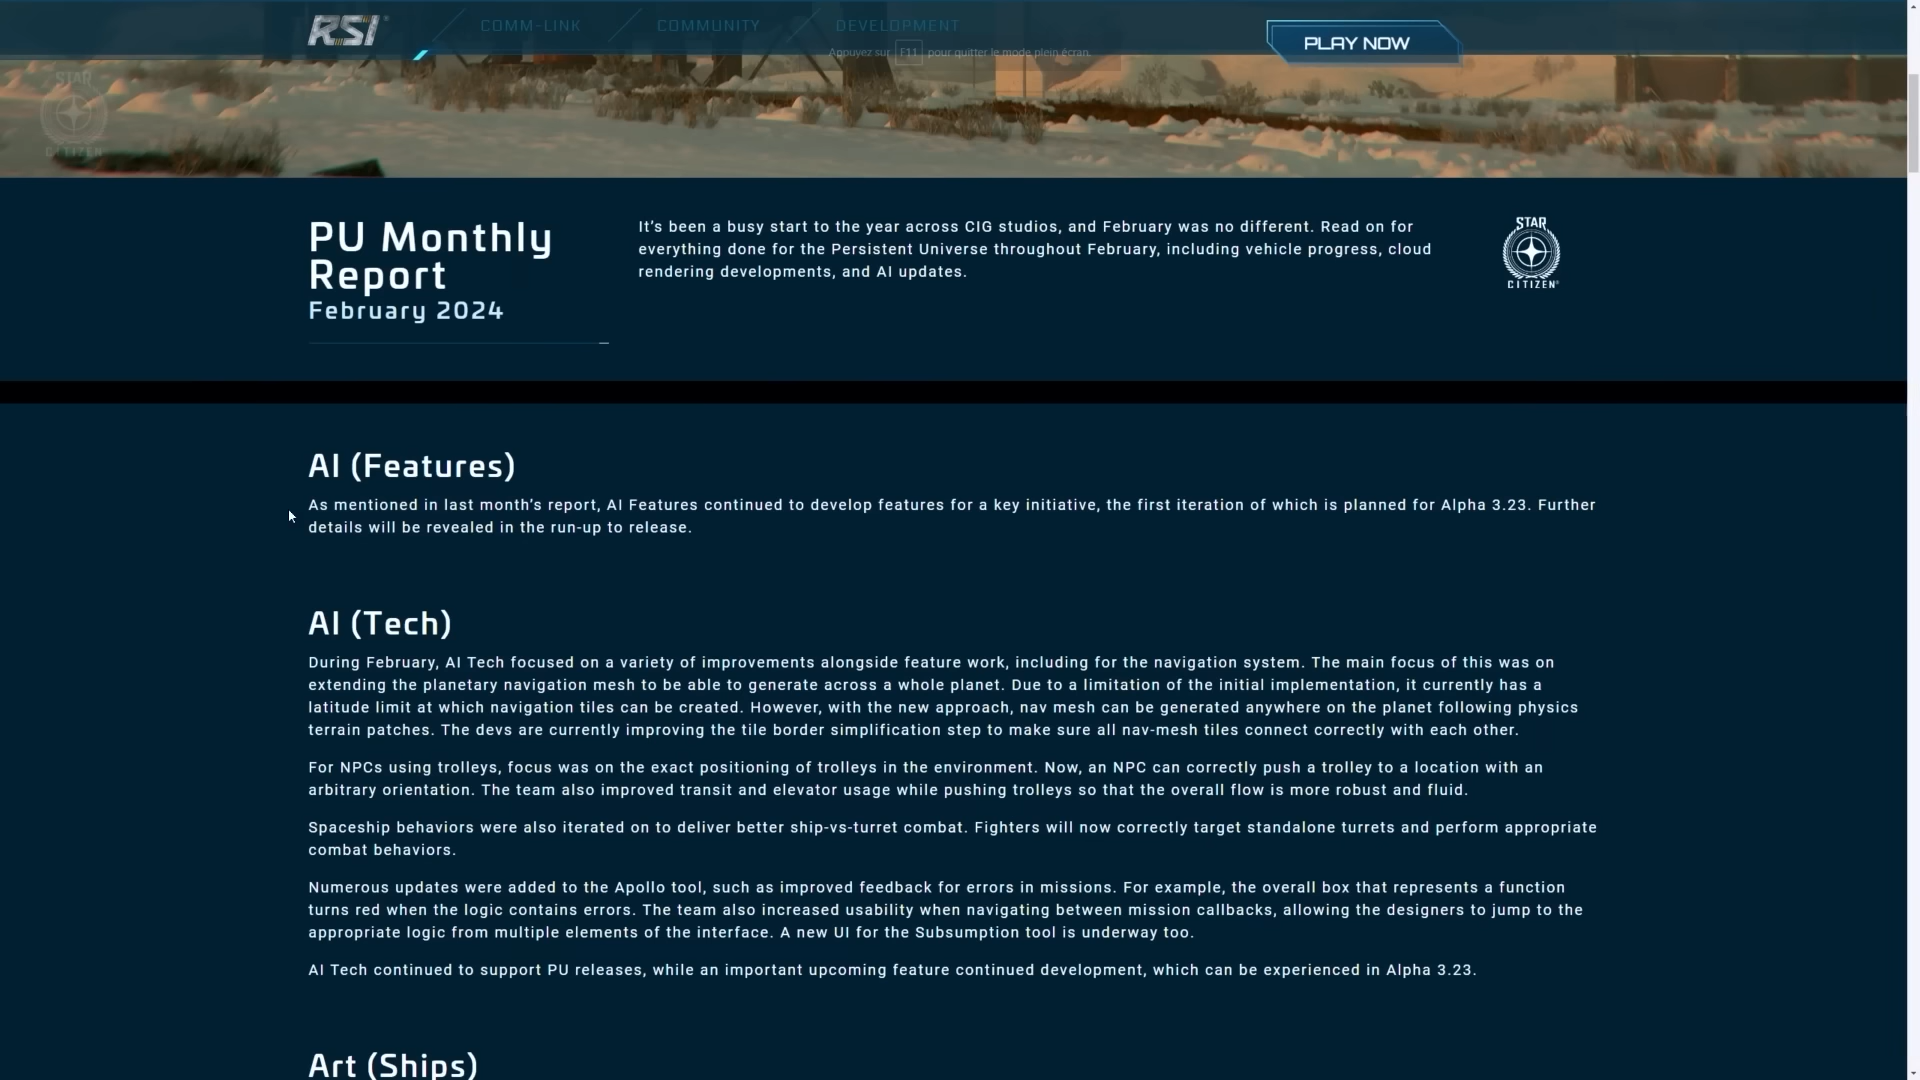 RSI
COMM-LINK
COMMUNITY
DEVELOPMENT
PLAY NOW
Appuyez sur F11 pour quitter le mode plein écran.
STAR
CITIZEN
PU Monthly
Report
February 2024
It’s been a busy start to the year across CIG studios, and February was no different. Read on for
everything done for the Persistent Universe throughout February, including vehicle progress, cloud
rendering developments, and AI updates.
STAR
CITIZEN®
AI (Features)
As mentioned in last month’s report, AI Features continued to develop features for a key initiative, the first iteration of which is planned for Alpha 3.23. Further
details will be revealed in the run-up to release.
AI (Tech)
During February, AI Tech focused on a variety of improvements alongside feature work, including for the navigation system. The main focus of this was on
extending the planetary navigation mesh to be able to generate across a whole planet. Due to a limitation of the initial implementation, it currently has a
latitude limit at which navigation tiles can be created. However, with the new approach, nav mesh can be generated anywhere on the planet following physics
terrain patches. The devs are currently improving the tile border simplification step to make sure all nav-mesh tiles connect correctly with each other.
For NPCs using trolleys, focus was on the exact positioning of trolleys in the environment. Now, an NPC can correctly push a trolley to a location with an
arbitrary orientation. The team also improved transit and elevator usage while pushing trolleys so that the overall flow is more robust and fluid.
Spaceship behaviors were also iterated on to deliver better ship-vs-turret combat. Fighters will now correctly target standalone turrets and perform appropriate
combat behaviors.
Numerous updates were added to the Apollo tool, such as improved feedback for errors in missions. For example, the overall box that represents a function
turns red when the logic contains errors. The team also increased usability when navigating between mission callbacks, allowing the designers to jump to the
appropriate logic from multiple elements of the interface. A new UI for the Subsumption tool is underway too.
AI Tech continued to support PU releases, while an important upcoming feature continued development, which can be experienced in Alpha 3.23.
Art (Ships)